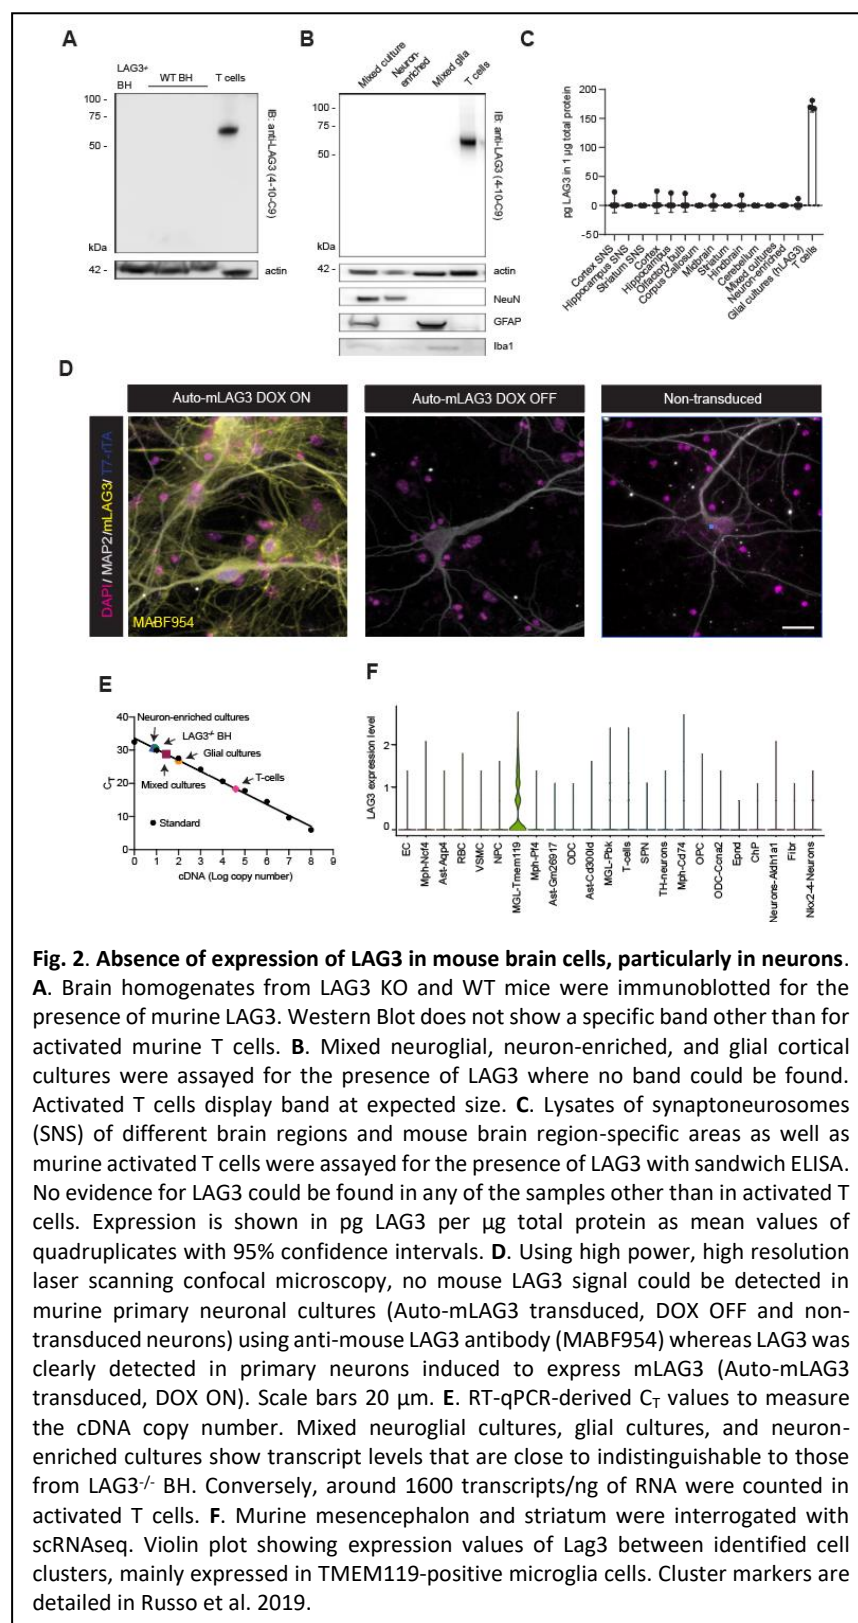 A
LAG3+
BH
WT BH
T cells
100 -
75 -
50 -
kDa
42 -
actin
IB: anti-LAG3 (4-10-C9)
B
Mixed culture
Neuron-
enriched
Mixed glia
T cells
100 -
75 -
50 -
kDa
42 -
actin
NeuN
GFAP
Iba1
IB: anti-LAG3 (4-10-C9)
C
pg LAG3 in 1 µg total protein
200
150
100
50
0
-50
Cortex SNS
Hippocampus SNS
Striatum SNS
Cortex
Hippocampus
Olfactory bulb
Corpus Callosum
Midbrain
Striatum
Hindbrain
Cerebellum
Mixed cultures
Neuron-enriched
Glial cultures (hLAG3)
T cells
D
Auto-mLAG3 DOX ON
Auto-mLAG3 DOX OFF
Non-transduced
DAPI/ MAP2/mLAG3/ T7-rTA
MABF954
E
Neuron-enriched cultures
LAG3-/- BH
Glial cultures
Mixed cultures
T-cells
Standard
CT
40
30
20
10
0
0 1 2 3 4 5 6 7 8 9
cDNA (Log copy number)
F
LAG3 expression level
2
1
0
EC
Mph-Ncf4
Ast-Aqp4
RBC
VSMC
NPC
MGL-Tmem119
Mph-Pf4
Ast-Gm26917
ODC
Ast-Cd300ld
MGL-Pbk
T-cells
SPN
TH-neurons
Mph-Cd74
OPC
ODC-Ccna2
Epnd
ChP
Neurons-Aldh1a1
Fibr
Nkx2-4-Neurons
Fig. 2. Absence of expression of LAG3 in mouse brain cells, particularly in neurons.
A. Brain homogenates from LAG3 KO and WT mice were immunoblotted for the
presence of murine LAG3. Western Blot does not show a specific band other than for
activated murine T cells. B. Mixed neuroglial, neuron-enriched, and glial cortical
cultures were assayed for the presence of LAG3 where no band could be found.
Activated T cells display band at expected size. C. Lysates of synaptoneurosomes
(SNS) of different brain regions and mouse brain region-specific areas as well as
murine activated T cells were assayed for the presence of LAG3 with sandwich ELISA.
No evidence for LAG3 could be found in any of the samples other than in activated T
cells. Expression is shown in pg LAG3 per µg total protein as mean values of
quadruplicates with 95% confidence intervals. D. Using high power, high resolution
laser scanning confocal microscopy, no mouse LAG3 signal could be detected in
murine primary neuronal cultures (Auto-mLAG3 transduced, DOX OFF and non-
transduced neurons) using anti-mouse LAG3 antibody (MABF954) whereas LAG3 was
clearly detected in primary neurons induced to express mLAG3 (Auto-mLAG3
transduced, DOX ON). Scale bars 20 µm. E. RT-qPCR-derived CT values to measure
the cDNA copy number. Mixed neuroglial cultures, glial cultures, and neuron-
enriched cultures show transcript levels that are close to indistinguishable to those
from LAG3-/- BH. Conversely, around 1600 transcripts/ng of RNA were counted in
activated T cells. F. Murine mesencephalon and striatum were interrogated with
scRNAseq. Violin plot showing expression values of Lag3 between identified cell
clusters, mainly expressed in TMEM119-positive microglia cells. Cluster markers are
detailed in Russo et al. 2019.